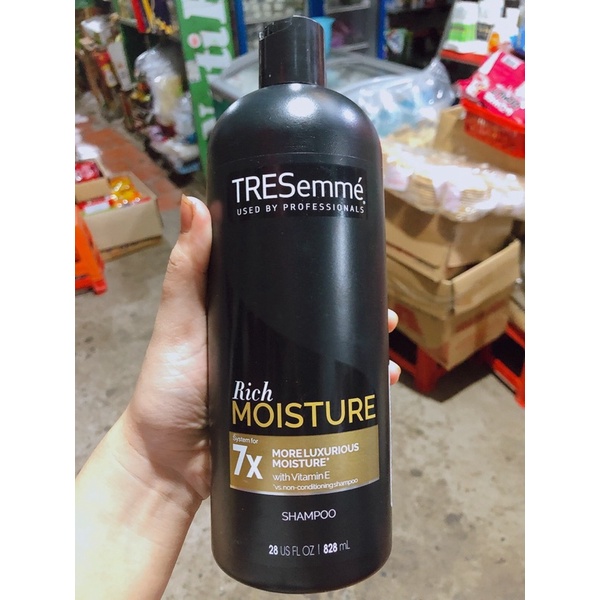 TRESemmé
USED BY PROFESSIONALS
Rich
MOISTURE
System for
7x
MORE LUXURIOUS
MOISTURE*
with Vitamin E
*vs. non-conditioning shampoo
SHAMPOO
28 US FL OZ | 828 mL